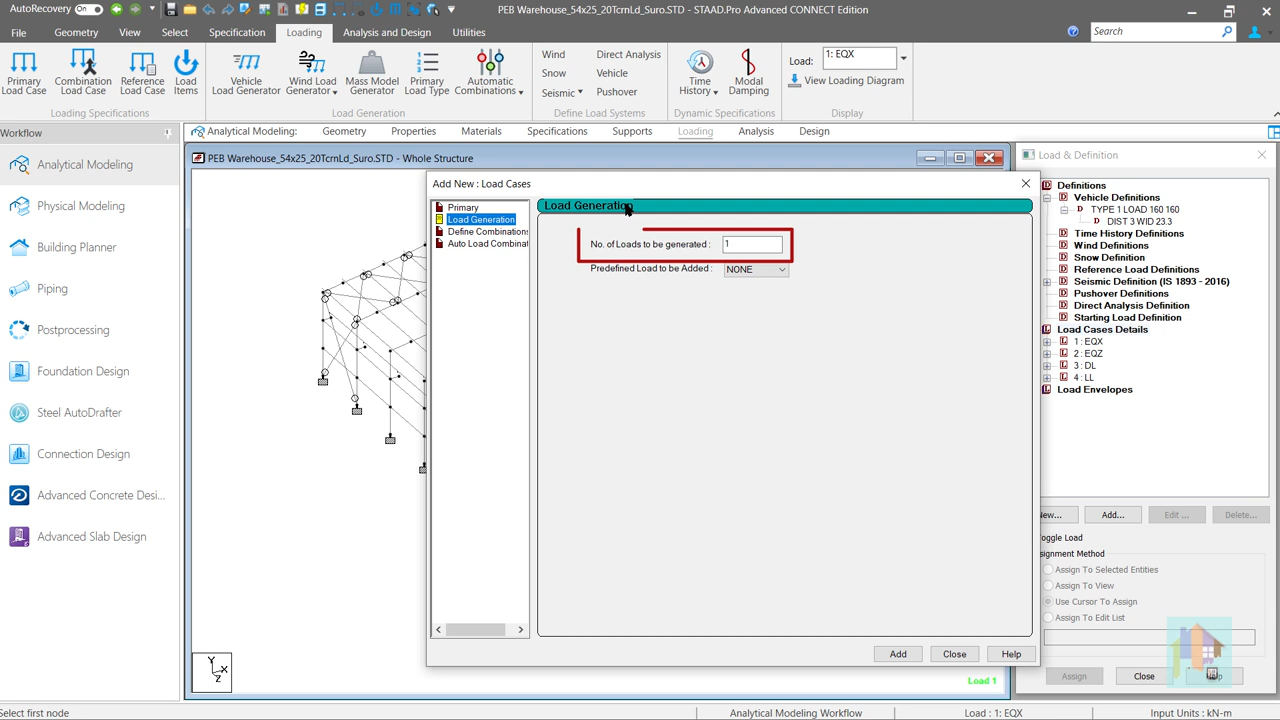 AutoRecovery On
PEB Warehouse_54x25_20TcrnLd_Suro.STD - STAAD.Pro Advanced CONNECT Edition
File Geometry View Select Specification Loading Analysis and Design Utilities
Search
Primary Load Case
Combination Load Case
Reference Load Case
Load Items
Vehicle Load Generator
Wind Load Generator
Mass Model Generator
Primary Load Type
Automatic Combinations
Wind
Snow
Seismic
Direct Analysis
Vehicle
Pushover
Time History
Modal Damping
Load: 1: EQX
View Loading Diagram
Loading Specifications
Load Generation
Define Load Systems
Dynamic Specifications
Display
Workflow
Analytical Modeling: Geometry Properties Materials Specifications Supports Loading Analysis Design
Analytical Modeling
Physical Modeling
Building Planner
Piping
Postprocessing
Foundation Design
Steel AutoDrafter
Connection Design
Advanced Concrete Desi...
Advanced Slab Design
PEB Warehouse_54x25_20TcrnLd_Suro.STD - Whole Structure
Add New : Load Cases
Primary
Load Generation
Define Combinations
Auto Load Combinat
Load Generation
No. of Loads to be generated : 1
Predefined Load to be Added : NONE
Add Close Help
Y
X
Z
Load 1
Load & Definition
Definitions
Vehicle Definitions
TYPE 1 LOAD 160 160
DIST 3 WID 23.3
Time History Definitions
Wind Definitions
Snow Definition
Reference Load Definitions
Seismic Definition (IS 1893 - 2016)
Pushover Definitions
Direct Analysis Definition
Starting Load Definition
Load Cases Details
1 : EQX
2 : EQZ
3 : DL
4 : LL
Load Envelopes
ew... Add... Edit ... Delete...
oggle Load
signment Method
Assign To Selected Entities
Assign To View
Use Cursor To Assign
Assign To Edit List
Assign Close
Select first node
Analytical Modeling Workflow
Load : 1: EQX
Input Units : kN-m